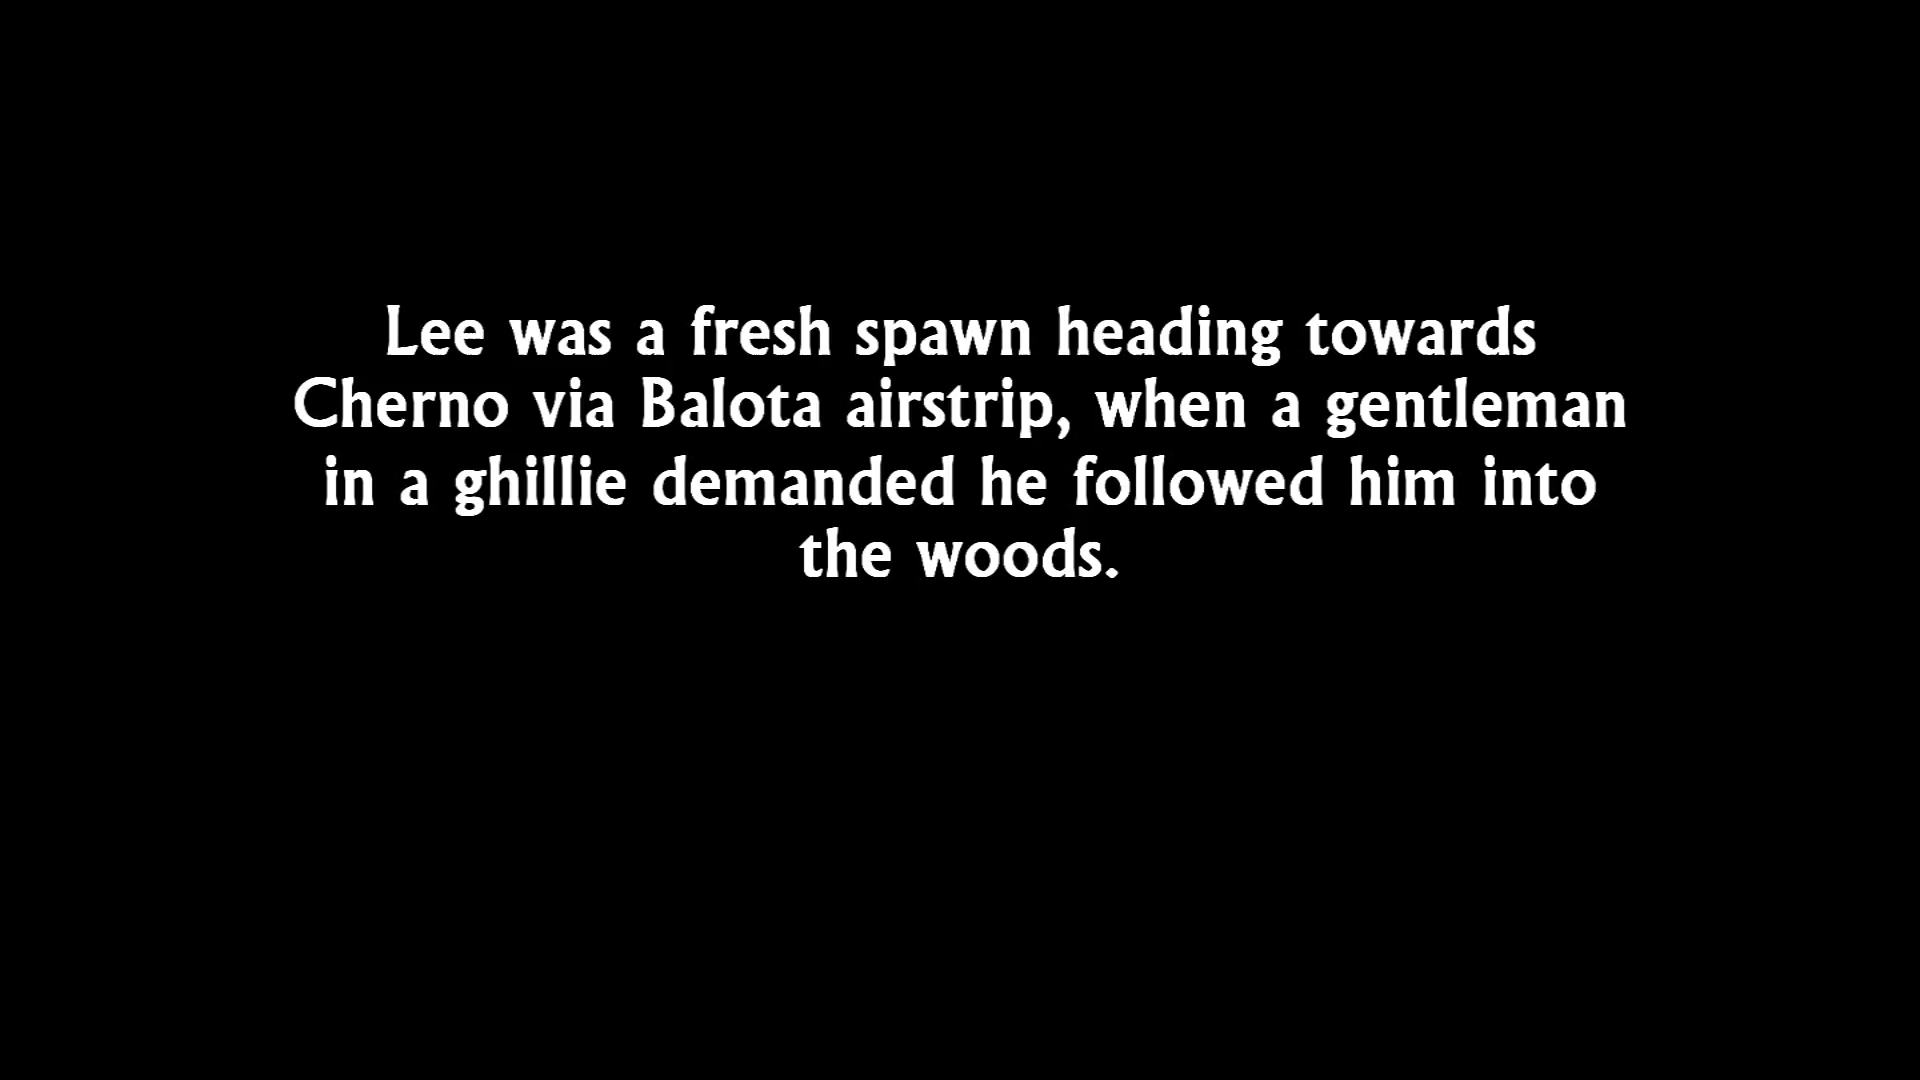 Lee was a fresh spawn heading towards
Cherno via Balota airstrip, when a gentleman
in a ghillie demanded he followed him into
the woods.